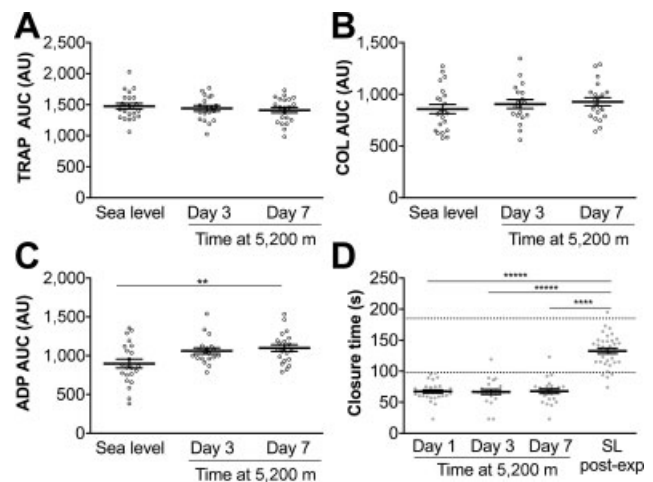 A
TRAP AUC (AU)
2,500
2,000
1,500
1,000
500
0
Sea level
Day 3
Day 7
Time at 5,200 m
B
COL AUC (AU)
1,500
1,000
500
0
Sea level
Day 3
Day 7
Time at 5,200 m
C
ADP AUC (AU)
2,000
1,500
1,000
500
0
**
Sea level
Day 3
Day 7
Time at 5,200 m
D
Closure time (s)
250
200
150
100
50
0
*****
*****
****
Day 1
Day 3
Day 7
SL
post-exp
Time at 5,200 m